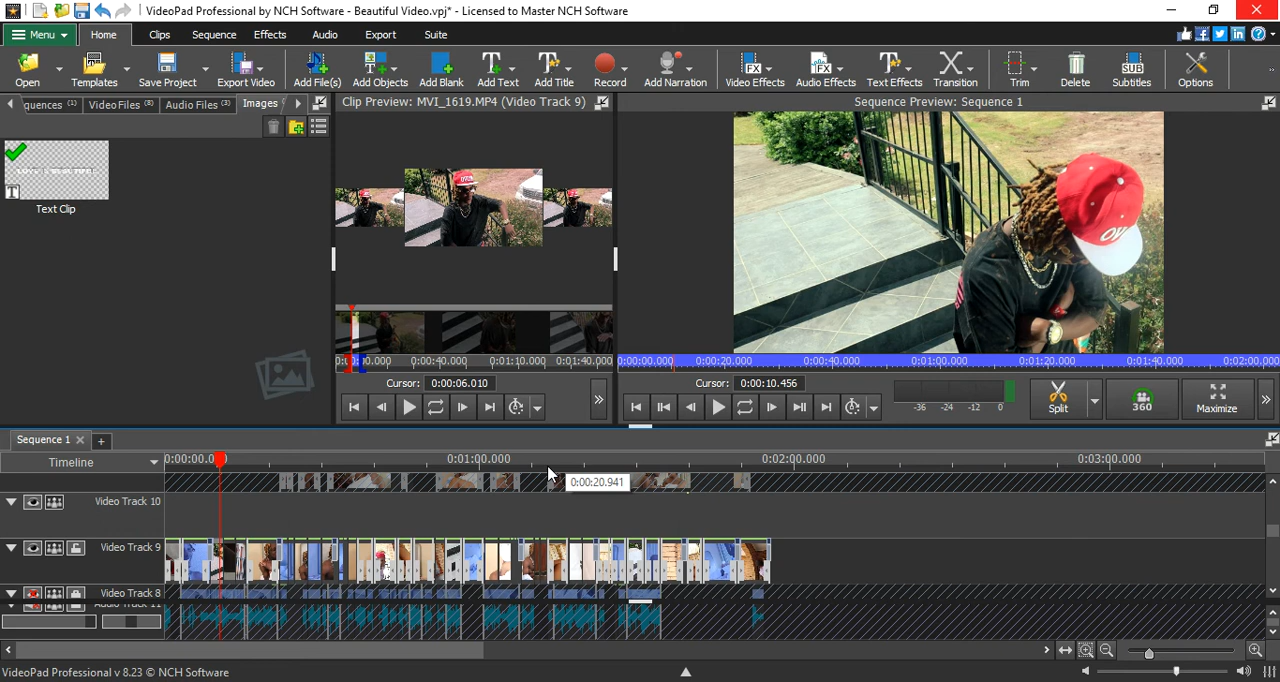 VideoPad Professional by NCH Software - Beautiful Video.vpj* - Licensed to Master NCH Software
Menu Home Clips Sequence Effects Audio Export Suite
Open Templates Save Project Export Video Add File(s) Add Objects Add Blank Add Text Add Title Record Add Narration Video Effects Audio Effects Text Effects Transition Trim Delete Subtitles Options
quences (1) Video Files (8) Audio Files (3) Images
Clip Preview: MVI_1619.MP4 (Video Track 9)
Sequence Preview: Sequence 1
Text Clip
0:00:40.000 0:01:10.000 0:01:40.000
0:00:00.000 0:00:20.000 0:00:40.000 0:01:00.000 0:01:20.000 0:01:40.000 0:02:00.000
Cursor: 0:00:06.010
Cursor: 0:00:10.456
-36 -24 -12 0
Split
360
Maximize
Sequence 1
Timeline
0:01:00.000 0:02:00.000 0:03:00.000
0:00:20.941
Video Track 10
Video Track 9
Video Track 8
Audio Track 11
VideoPad Professional v 8.23 © NCH Software